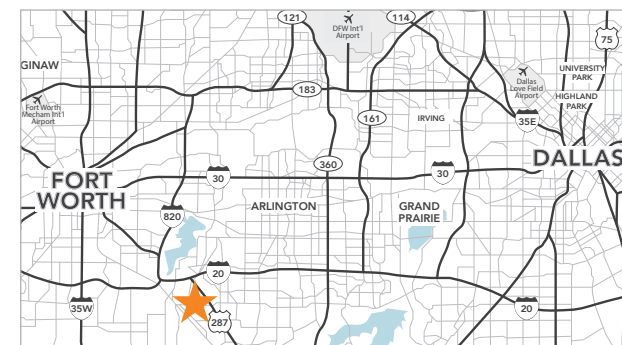 121
114
DFW Int'l
Airport
75
GINAW
UNIVERSITY
PARK
Dallas
Love Field
Airport
HIGHLAND
PARK
183
Fort Worth
Mecham Int'l
Airport
161
IRVING
35E
DALLAS
360
30
30
FORT
WORTH
ARLINGTON
GRAND
PRAIRIE
820
20
35W
287
20